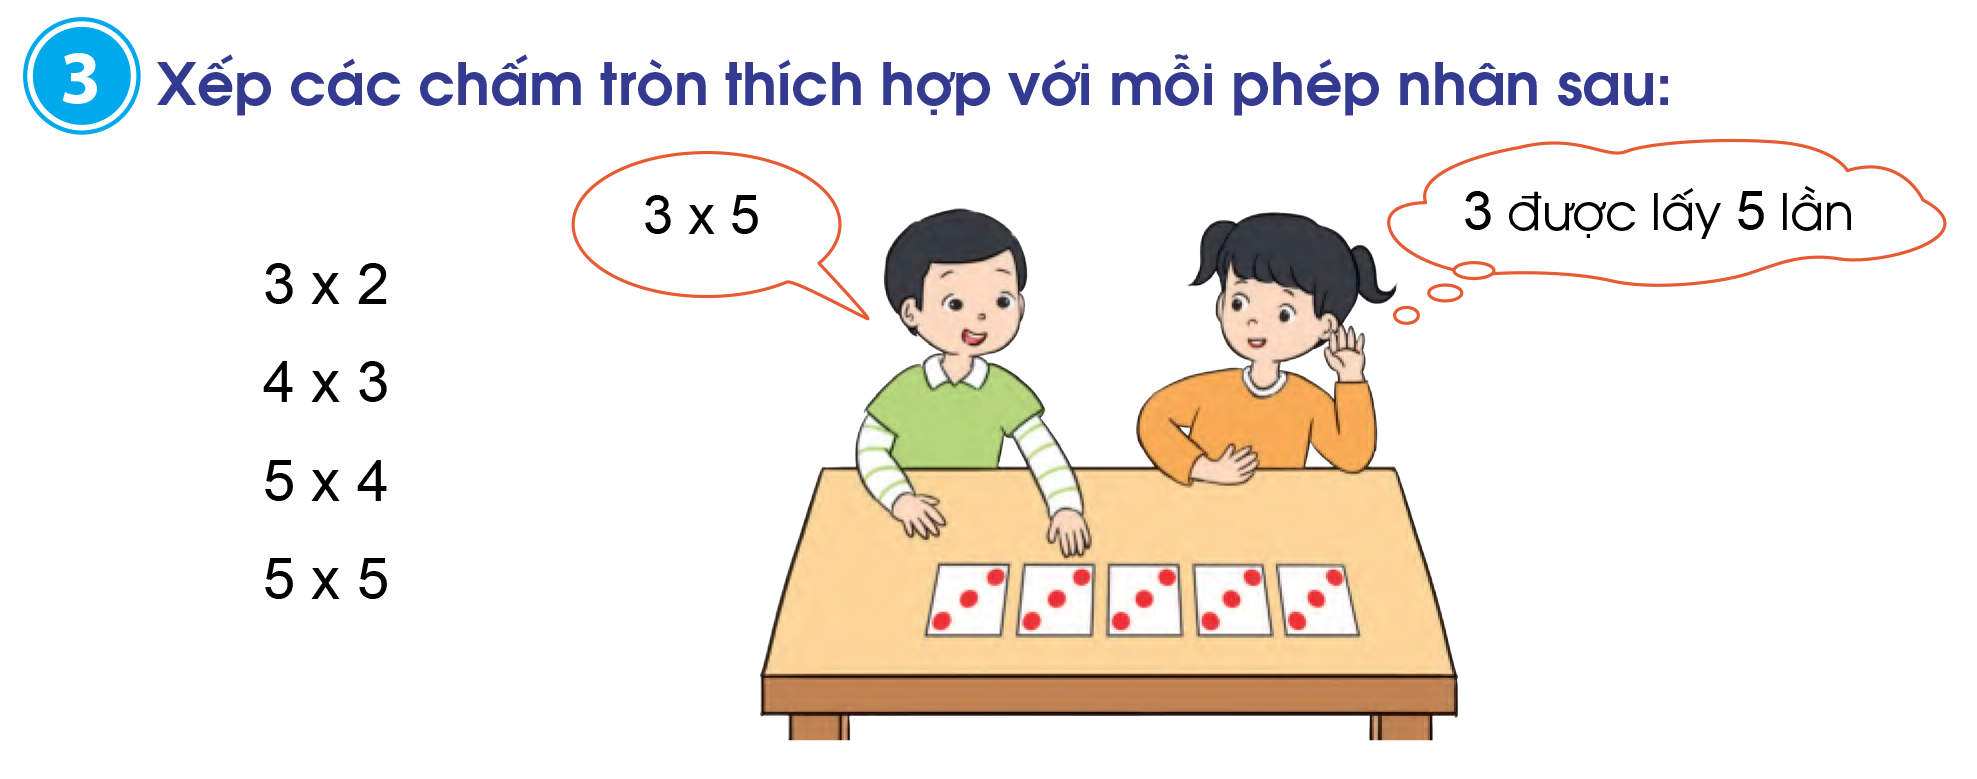 3 Xếp các chấm tròn thích hợp với mỗi phép nhân sau:
3 x 5
3 được lấy 5 lần
3 x 2
4 x 3
5 x 4
5 x 5